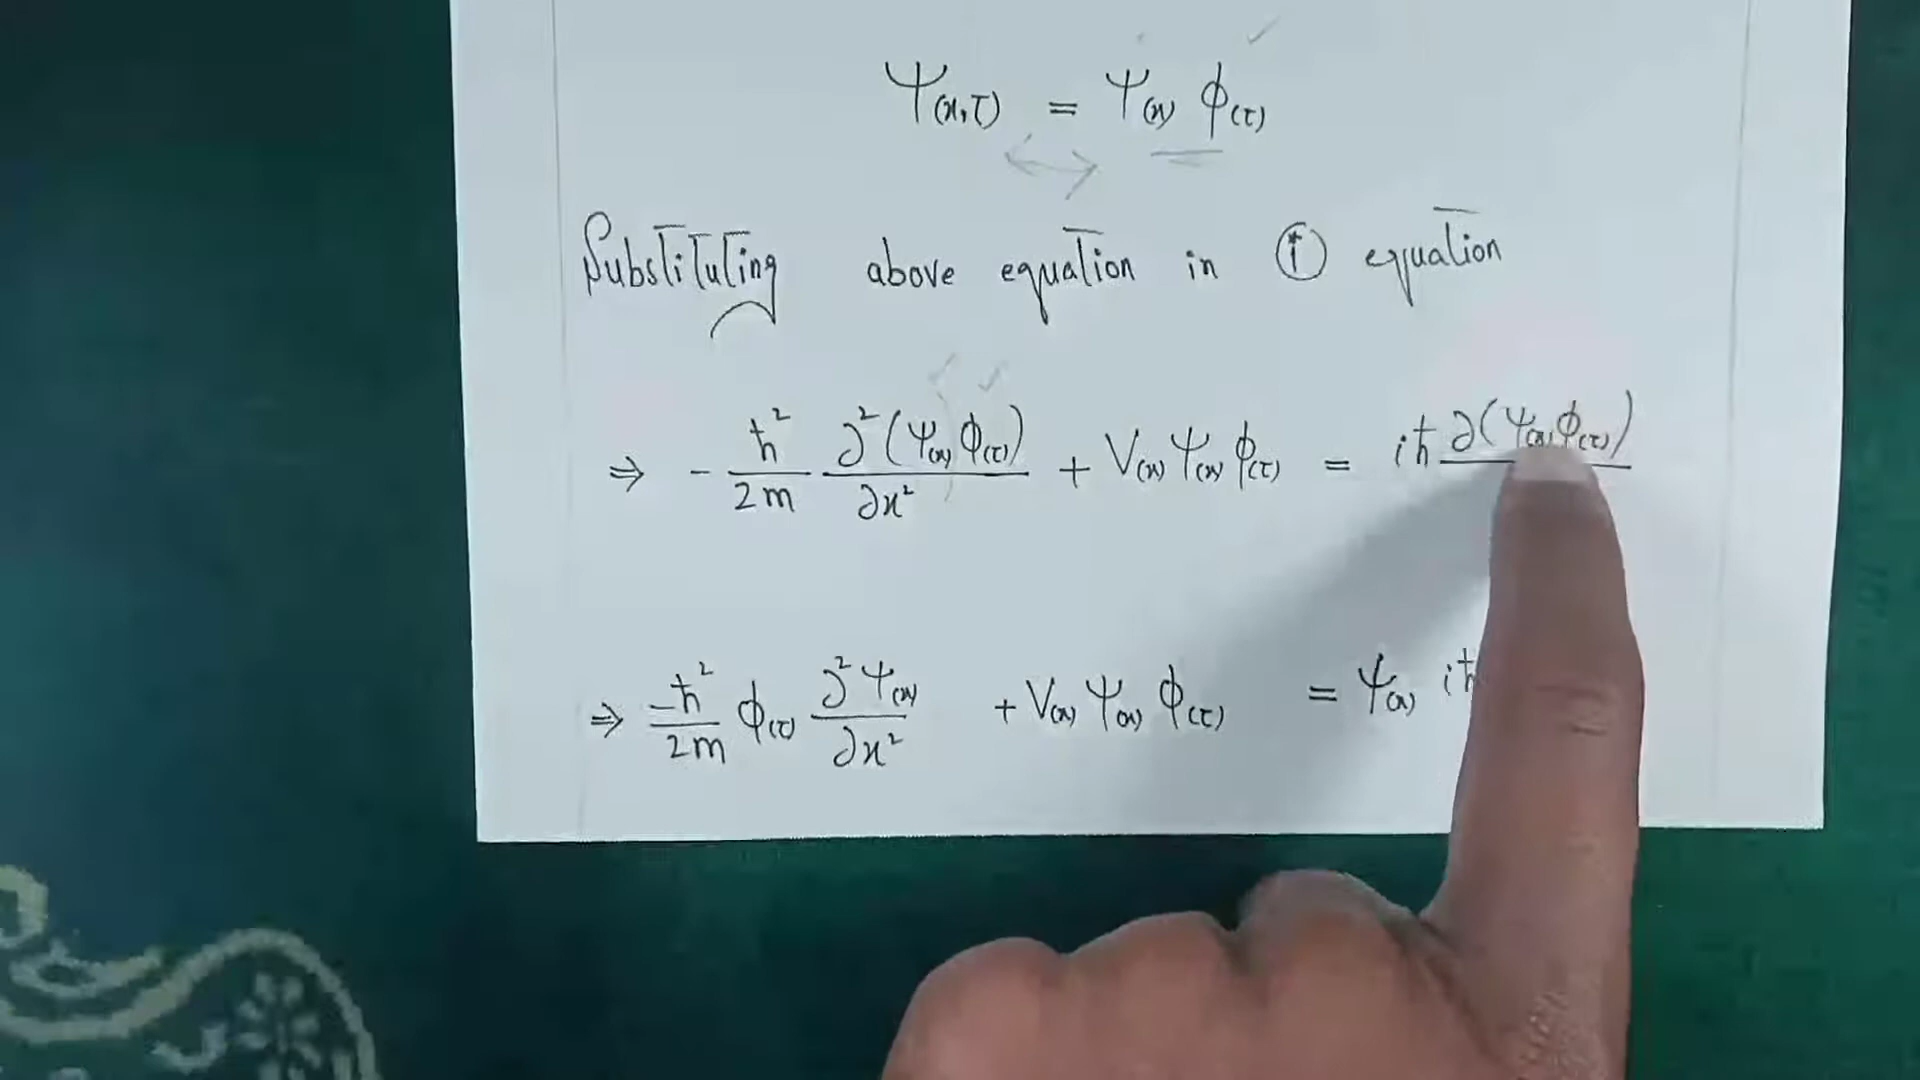 Ψ(x,t) = Ψ(x) ϕ(t)
Substituting above equation in ① equation
⇒ - ħ²/2m ∂²(Ψ(x) ϕ(t))/∂x² + V(x) Ψ(x) ϕ(t) = iħ ∂(Ψ(x) ϕ(t))
⇒ -ħ²/2m ϕ(t) ∂²Ψ(x)/∂x² + V(x) Ψ(x) ϕ(t) = Ψ(x) iħ